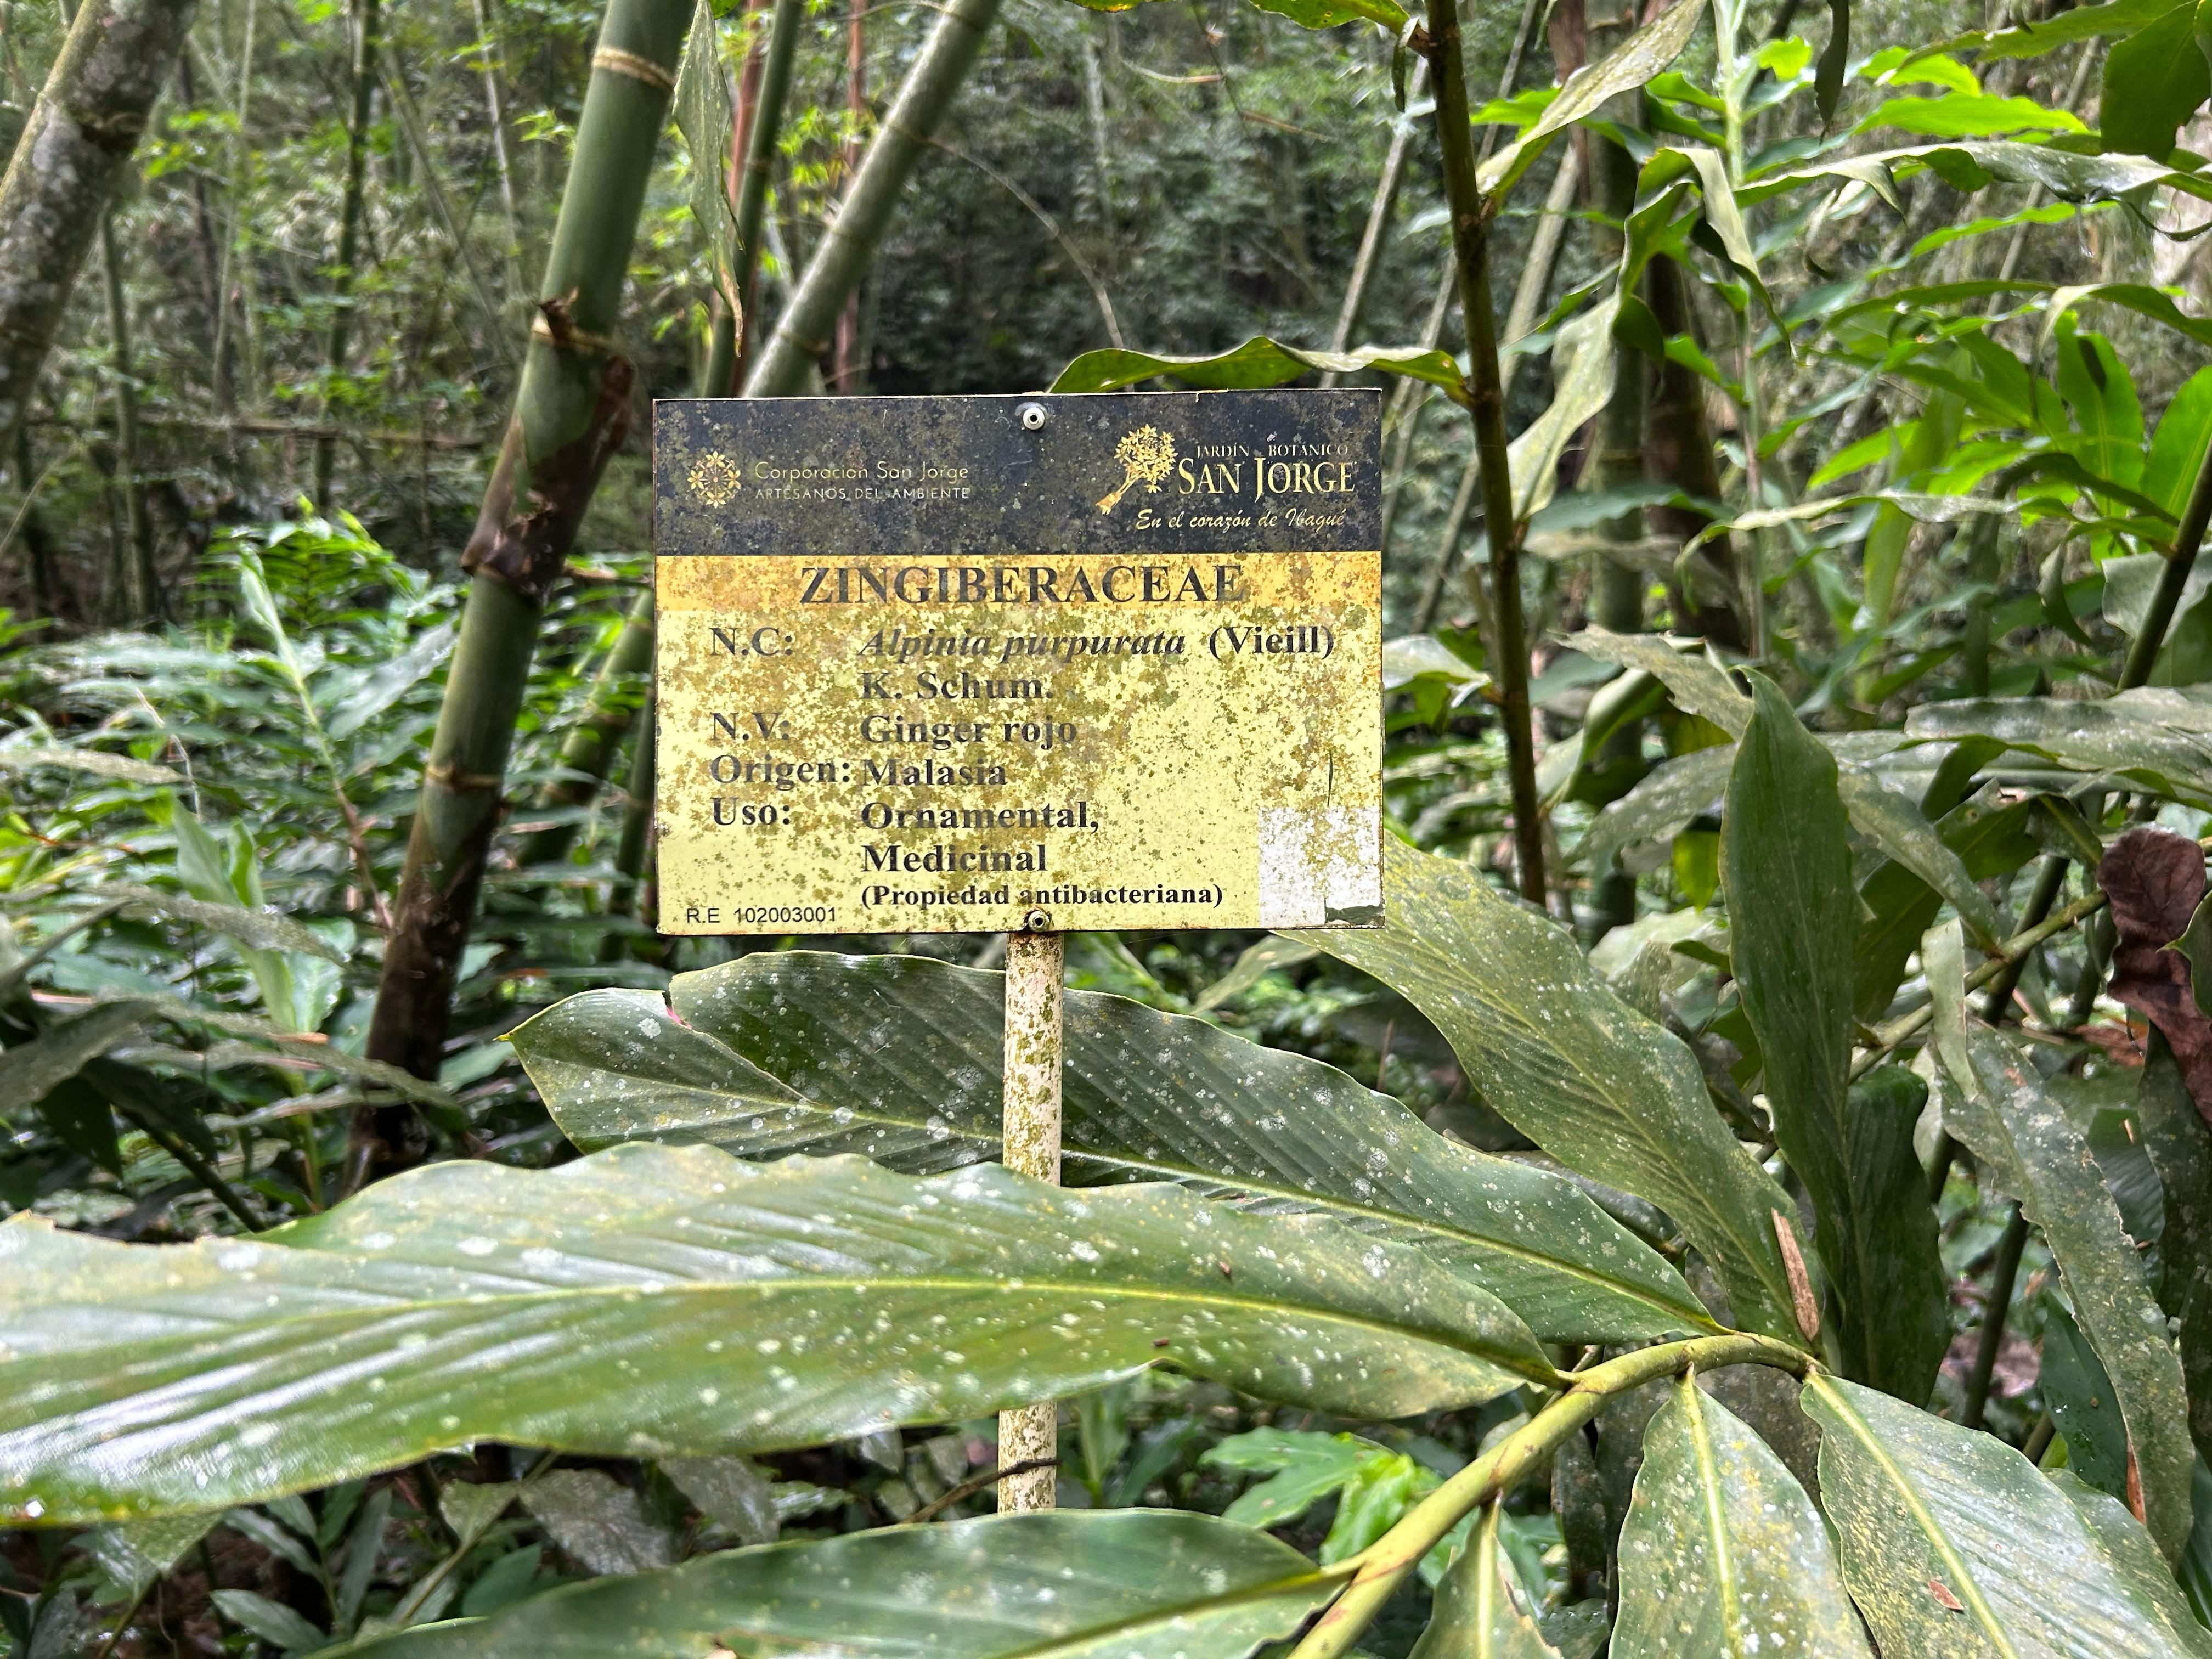 Corporación San Jorge
ARTESANOS DEL AMBIENTE
JARDÍN BOTÁNICO
SAN JORGE
En el corazón de Ibagué
ZINGIBERACEAE
N.C: Alpinia purpurata (Vieill)
K. Schum.
N.V: Ginger rojo
Origen: Malasia
Uso: Ornamental,
Medicinal
(Propiedad antibacteriana)
R.E 102003001